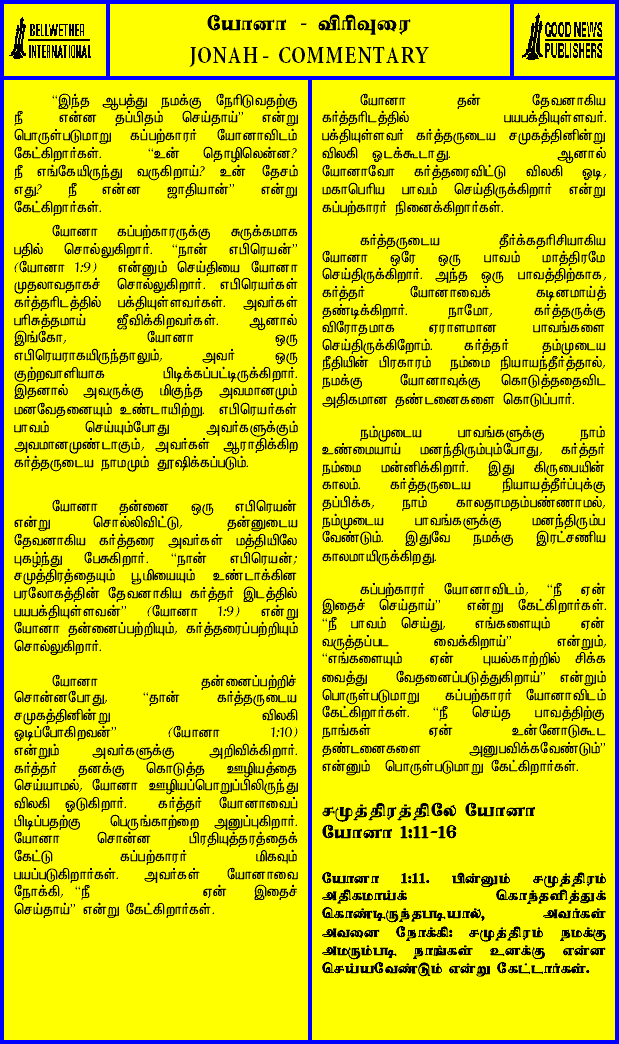 BELLWETHER
INTERNATIONAL
யோனா - விரிவுரை
JONAH - COMMENTARY
GOOD NEWS
PUBLISHERS
“இந்த ஆபத்து நமக்கு நேரிடுவதற்கு
நீ என்ன தப்பிதம் செய்தாய்” என்று
பொருள்படுமாறு கப்பற்காரர் யோனாவிடம்
கேட்கிறார்கள். “உன் தொழிலென்ன?
நீ எங்கேயிருந்து வருகிறாய்? உன் தேசம்
எது? நீ என்ன ஜாதியான்” என்று
கேட்கிறார்கள்.
யோனா கப்பற்காரருக்கு சுருக்கமாக
பதில் சொல்லுகிறார். “நான் எபிரெயன்”
(யோனா 1:9) என்னும் செய்தியை யோனா
முதலாவதாகச் சொல்லுகிறார். எபிரெயர்கள்
கர்த்தரிடத்தில் பக்தியுள்ளவர்கள். அவர்கள்
பரிசுத்தமாய் ஜீவிக்கிறவர்கள். ஆனால்
இங்கோ, யோனா ஒரு
எபிரெயராகயிருந்தாலும், அவர் ஒரு
குற்றவாளியாக பிடிக்கப்பட்டிருக்கிறார்.
இதனால் அவருக்கு மிகுந்த அவமானமும்
மனவேதனையும் உண்டாயிற்று. எபிரெயர்கள்
பாவம் செய்யும்போது அவர்களுக்கும்
அவமானமுண்டாகும், அவர்கள் ஆராதிக்கிற
கர்த்தருடைய நாமமும் தூஷிக்கப்படும்.
யோனா தன்னை ஒரு எபிரெயன்
என்று சொல்லிவிட்டு, தன்னுடைய
தேவனாகிய கர்த்தரை அவர்கள் மத்தியிலே
புகழ்ந்து பேசுகிறார். “நான் எபிரெயன்;
சமுத்திரத்தையும் பூமியையும் உண்டாக்கின
பரலோகத்தின் தேவனாகிய கர்த்தர் இடத்தில்
பயபக்தியுள்ளவன்” (யோனா 1:9) என்று
யோனா தன்னைப்பற்றியும், கர்த்தரைப்பற்றியும்
சொல்லுகிறார்.
யோனா தன்னைப்பற்றிச்
சொன்னபோது, “தான் கர்த்தருடைய
சமுகத்தினின்று விலகி
ஓடிப்போகிறவன்” (யோனா 1:10)
என்றும் அவர்களுக்கு அறிவிக்கிறார்.
கர்த்தர் தனக்கு கொடுத்த ஊழியத்தை
செய்யாமல், யோனா ஊழியப்பொறுப்பிலிருந்து
விலகி ஓடுகிறார். கர்த்தர் யோனாவைப்
பிடிப்பதற்கு பெருங்காற்றை அனுப்புகிறார்.
யோனா சொன்ன பிரதியுத்தரத்தைக்
கேட்டு கப்பற்காரர் மிகவும்
பயப்படுகிறார்கள். அவர்கள் யோனாவை
நோக்கி, “நீ ஏன் இதைச்
செய்தாய்” என்று கேட்கிறார்கள்.
யோனா தன் தேவனாகிய
கர்த்தரிடத்தில் பயபக்தியுள்ளவர்.
பக்தியுள்ளவர் கர்த்தருடைய சமுகத்தினின்று
விலகி ஓடக்கூடாது. ஆனால்
யோனாவோ கர்த்தரைவிட்டு விலகி ஓடி,
மகாபெரிய பாவம் செய்திருக்கிறார் என்று
கப்பற்காரர் நினைக்கிறார்கள்.
கர்த்தருடைய தீர்க்கதரிசியாகிய
யோனா ஒரே ஒரு பாவம் மாத்திரமே
செய்திருக்கிறார். அந்த ஒரு பாவத்திற்காக,
கர்த்தர் யோனாவைக் கடினமாய்த்
தண்டிக்கிறார். நாமோ, கர்த்தருக்கு
விரோதமாக ஏராளமான பாவங்களை
செய்திருக்கிறோம். கர்த்தர் தம்முடைய
நீதியின் பிரகாரம் நம்மை நியாயந்தீர்த்தால்,
நமக்கு யோனாவுக்கு கொடுத்ததைவிட
அதிகமான தண்டனைகளை கொடுப்பார்.
நம்முடைய பாவங்களுக்கு நாம்
உண்மையாய் மனந்திரும்பும்போது, கர்த்தர்
நம்மை மன்னிக்கிறார். இது கிருபையின்
காலம். கர்த்தருடைய நியாயத்தீர்ப்புக்கு
தப்பிக்க, நாம் காலதாமதம்பண்ணாமல்,
நம்முடைய பாவங்களுக்கு மனந்திரும்ப
வேண்டும். இதுவே நமக்கு இரட்சணிய
காலமாயிருக்கிறது.
கப்பற்காரர் யோனாவிடம், “நீ ஏன்
இதைச் செய்தாய்” என்று கேட்கிறார்கள்.
“நீ பாவம் செய்து, எங்களையும் ஏன்
வருத்தப்பட வைக்கிறாய்” என்றும்,
“எங்களையும் ஏன் புயல்காற்றில் சிக்க
வைத்து வேதனைப்படுத்துகிறாய்” என்றும்
பொருள்படுமாறு கப்பற்காரர் யோனாவிடம்
கேட்கிறார்கள். “நீ செய்த பாவத்திற்கு
நாங்கள் ஏன் உன்னோடுகூட
தண்டனைகளை அனுபவிக்கவேண்டும்”
என்னும் பொருள்படுமாறு கேட்கிறார்கள்.
சமுத்திரத்திலே யோனா
யோனா 1:11-16
யோனா 1:11. பின்னும் சமுத்திரம்
அதிகமாய்க் கொந்தளித்துக்
கொண்டிருந்தபடியால், அவர்கள்
அவனை நோக்கி: சமுத்திரம் நமக்கு
அமரும்படி நாங்கள் உனக்கு என்ன
செய்யவேண்டும் என்று கேட்டார்கள்.